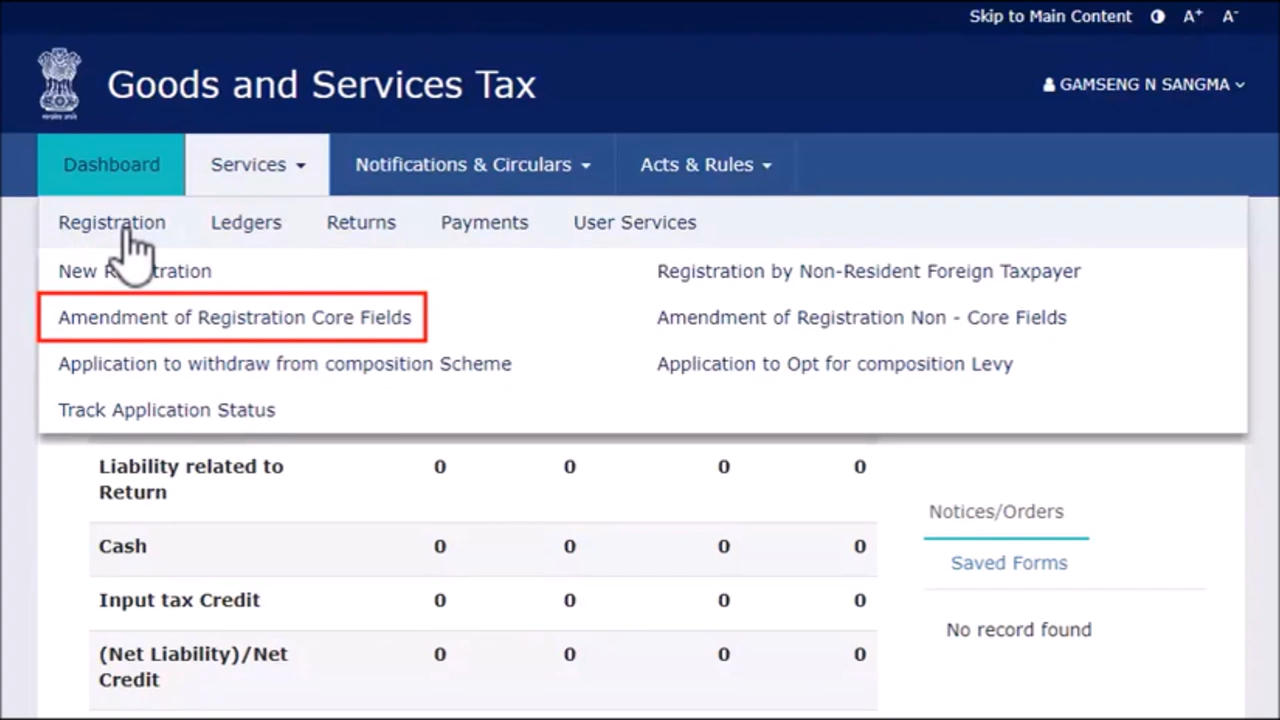 Skip to Main Content A+ A-
Goods and Services Tax
GAMSENG N SANGMA
Dashboard Services Notifications & Circulars Acts & Rules
Registration Ledgers Returns Payments User Services
New Registration Registration by Non-Resident Foreign Taxpayer
Amendment of Registration Core Fields Amendment of Registration Non - Core Fields
Application to withdraw from composition Scheme Application to Opt for composition Levy
Track Application Status
Liability related to 0 0 0 0
Return
Notices/Orders
Cash 0 0 0 0
Saved Forms
Input tax Credit 0 0 0 0
No record found
(Net Liability)/Net 0 0 0 0
Credit